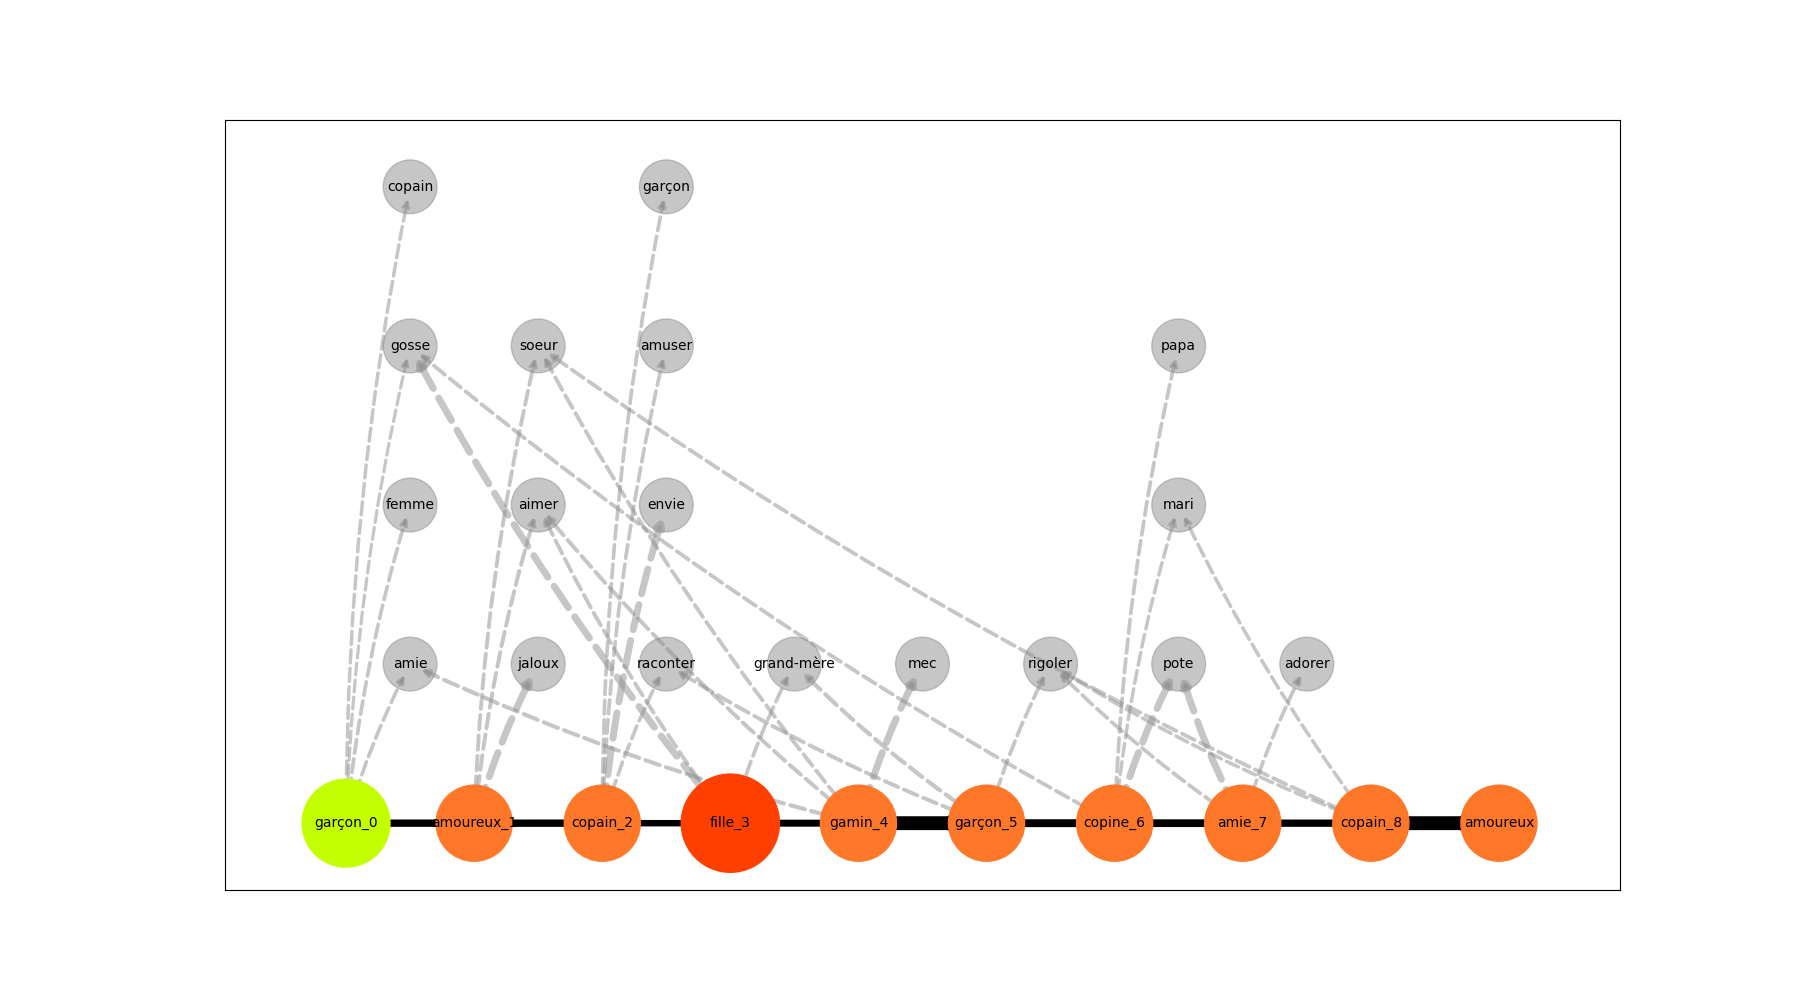 copain garçon
gosse soeur amuser papa
femme aimer envie mari
amie jaloux raconter grand-mère mec rigoler pote adorer
garçon_0 amoureux_1 copain_2 fille_3 gamin_4 garçon_5 copine_6 amie_7 copain_8 amoureux